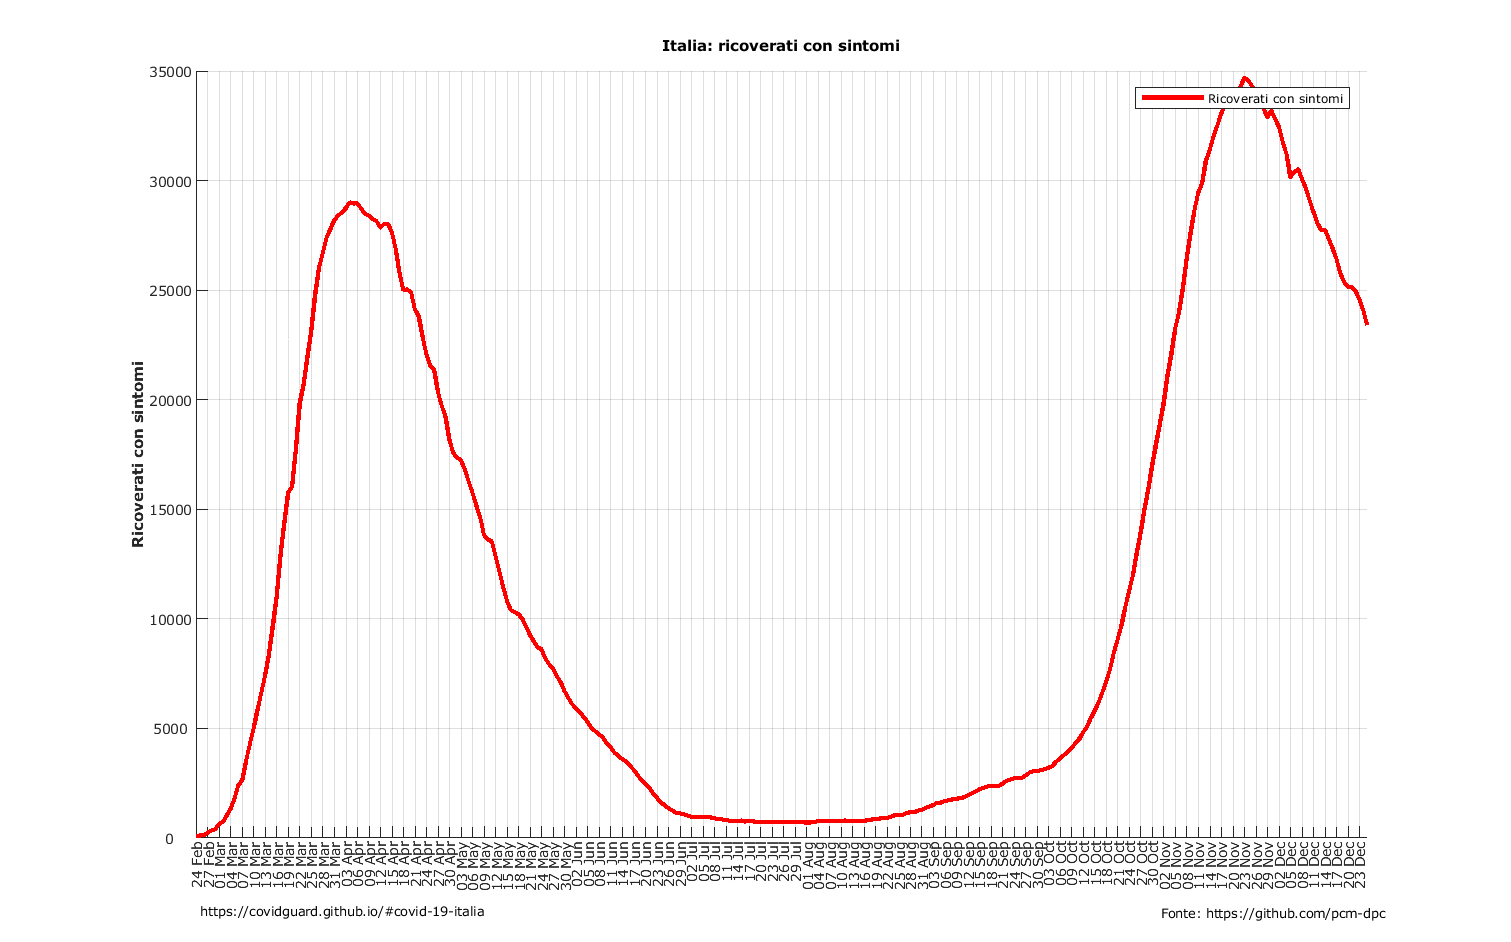 Italia: ricoverati con sintomi
Ricoverati con sintomi
Ricoverati con sintomi
35000
30000
25000
20000
15000
10000
5000
0
24 Feb
27 Feb
01 Mar
04 Mar
07 Mar
10 Mar
13 Mar
16 Mar
19 Mar
22 Mar
25 Mar
28 Mar
31 Mar
03 Apr
06 Apr
09 Apr
12 Apr
15 Apr
18 Apr
21 Apr
24 Apr
27 Apr
30 Apr
03 May
06 May
09 May
12 May
15 May
18 May
21 May
24 May
27 May
30 May
02 Jun
05 Jun
08 Jun
11 Jun
14 Jun
17 Jun
20 Jun
23 Jun
26 Jun
29 Jun
02 Jul
05 Jul
08 Jul
11 Jul
14 Jul
17 Jul
20 Jul
23 Jul
26 Jul
29 Jul
01 Aug
04 Aug
07 Aug
10 Aug
13 Aug
16 Aug
19 Aug
22 Aug
25 Aug
28 Aug
31 Aug
03 Sep
06 Sep
09 Sep
12 Sep
15 Sep
18 Sep
21 Sep
24 Sep
27 Sep
30 Sep
03 Oct
06 Oct
09 Oct
12 Oct
15 Oct
18 Oct
21 Oct
24 Oct
27 Oct
30 Oct
02 Nov
05 Nov
08 Nov
11 Nov
14 Nov
17 Nov
20 Nov
23 Nov
26 Nov
29 Nov
02 Dec
05 Dec
08 Dec
11 Dec
14 Dec
17 Dec
20 Dec
23 Dec
https://covidguard.github.io/#covid-19-italia
Fonte: https://github.com/pcm-dpc